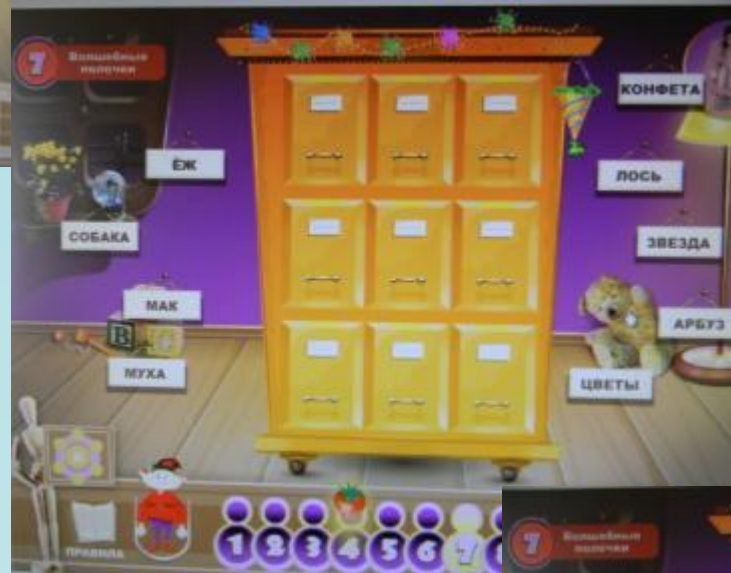 7
Волшебные
полочки
КОНФЕТА
ЁЖ
ЛОСЬ
СОБАКА
ЗВЕЗДА
МАК
АРБУЗ
МУХА
ЦВЕТЫ
B
ПРАВИЛА
1 2 3 4 5 6 7
7
Волшебные
полочки